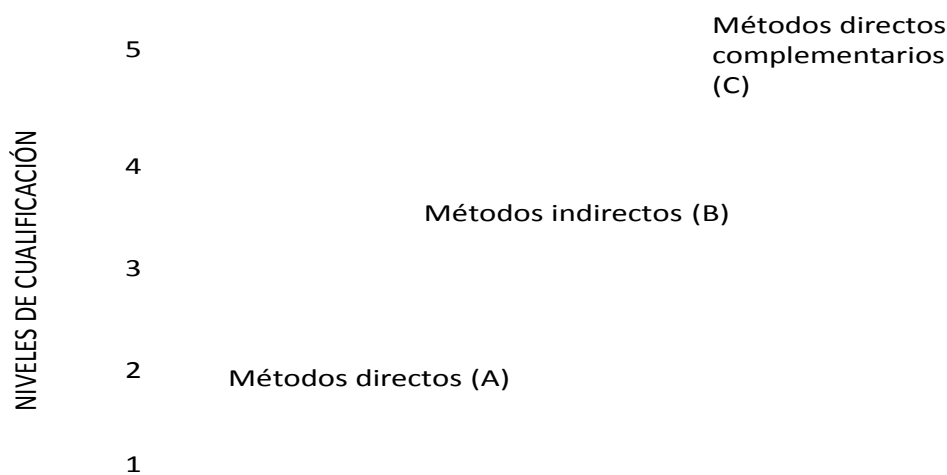 Métodos directos
complementarios
(C)
5
4
Métodos indirectos (B)
3
2
Métodos directos (A)
1
NIVELES DE CUALIFICACIÓN